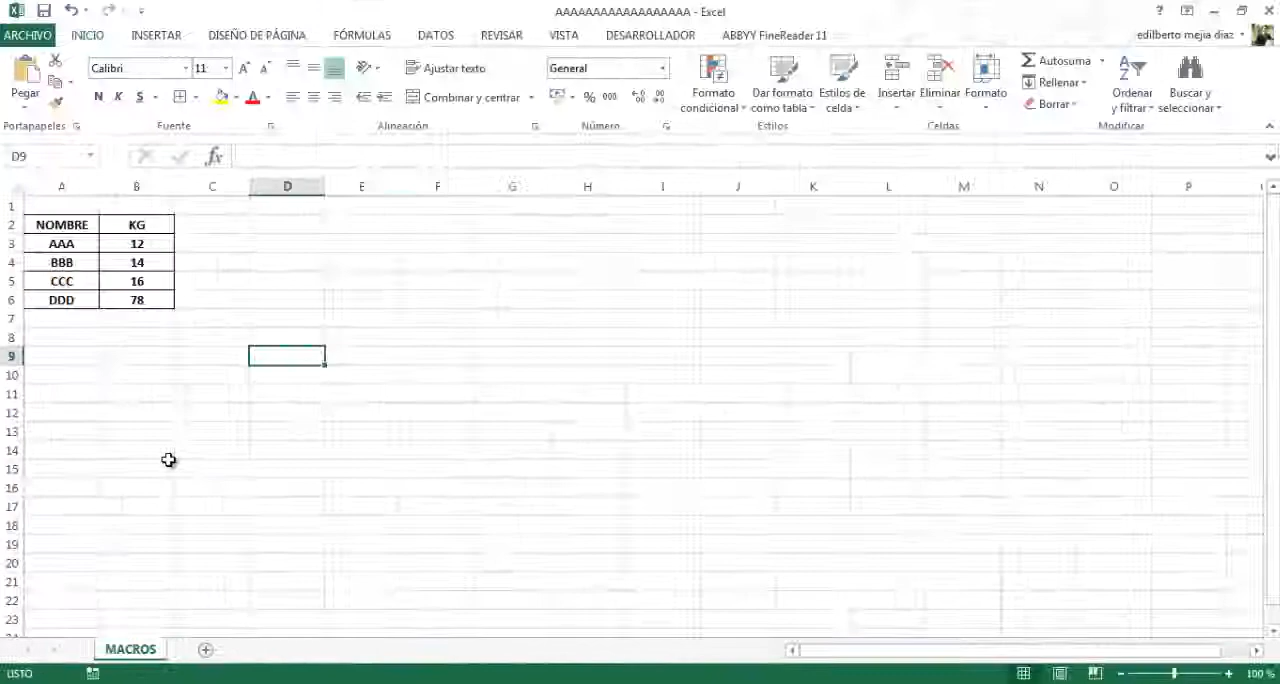 AAAAAAAAAAAAAAAAAA - Excel
ARCHIVO INICIO INSERTAR DISEÑO DE PÁGINA FÓRMULAS DATOS REVISAR VISTA DESARROLLADOR ABBYY FineReader 11 edilberto mejia diaz
Pegar
Calibri 11
N K S
Ajustar texto
Combinar y centrar
General
% 000
Formato condicional
Dar formato como tabla
Estilos de celda
Insertar Eliminar Formato
Autosuma
Rellenar
Borrar
Ordenar y filtrar
Buscar y seleccionar
Portapapeles Fuente Alineación Número Estilos Celdas Modificar
D9 fx
A B C D E F G H I J K L M N O P
1
2 NOMBRE KG
3 AAA 12
4 BBB 14
5 CCC 16
6 DDD 78
7
8
9
10
11
12
13
14
15
16
17
18
19
20
21
22
23
MACROS
LISTO 100 %